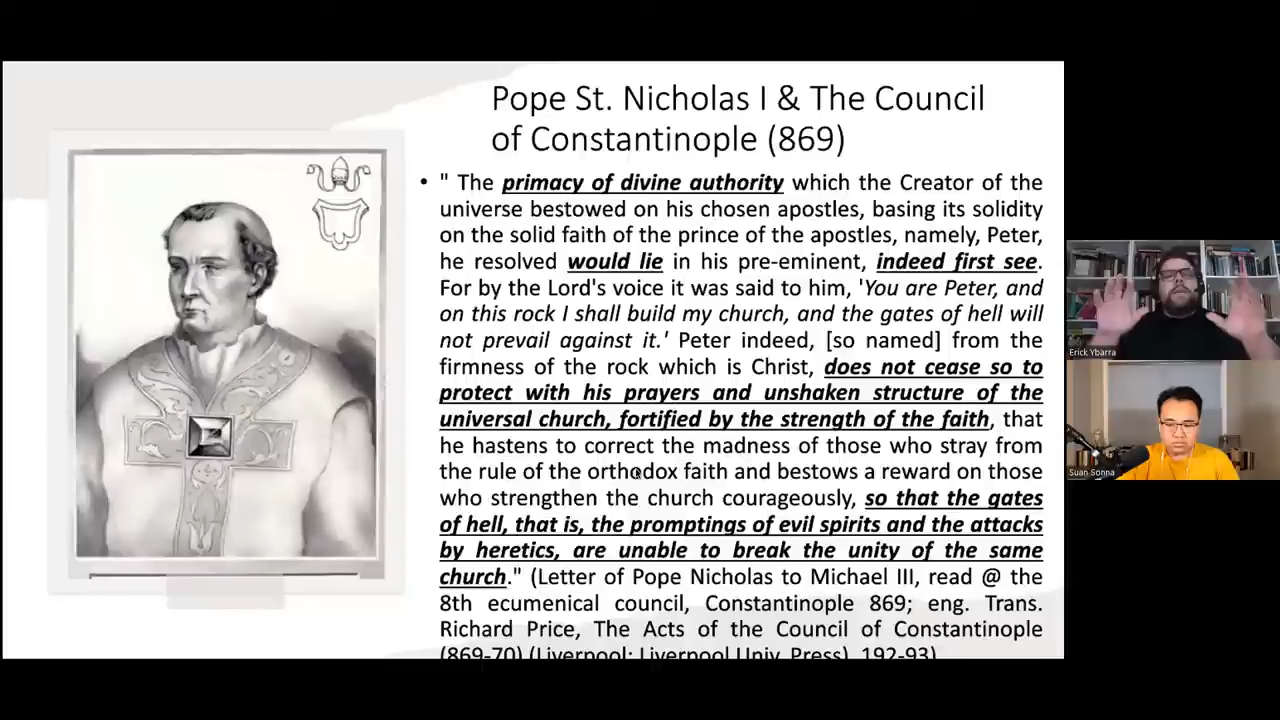 Pope St. Nicholas I & The Council
of Constantinople (869)
• " The primacy of divine authority which the Creator of the
universe bestowed on his chosen apostles, basing its solidity
on the solid faith of the prince of the apostles, namely, Peter,
he resolved would lie in his pre-eminent, indeed first see.
For by the Lord's voice it was said to him, 'You are Peter, and
on this rock I shall build my church, and the gates of hell will
not prevail against it.' Peter indeed, [so named] from the
firmness of the rock which is Christ, does not cease so to
protect with his prayers and unshaken structure of the
universal church, fortified by the strength of the faith, that
he hastens to correct the madness of those who stray from
the rule of the orthodox faith and bestows a reward on those
who strengthen the church courageously, so that the gates
of hell, that is, the promptings of evil spirits and the attacks
by heretics, are unable to break the unity of the same
church." (Letter of Pope Nicholas to Michael III, read @ the
8th ecumenical council, Constantinople 869; eng. Trans.
Richard Price, The Acts of the Council of Constantinople
(869-70) (Liverpool: Liverpool Univ. Press), 192-93)
Erick Ybarra
Suan Sonna